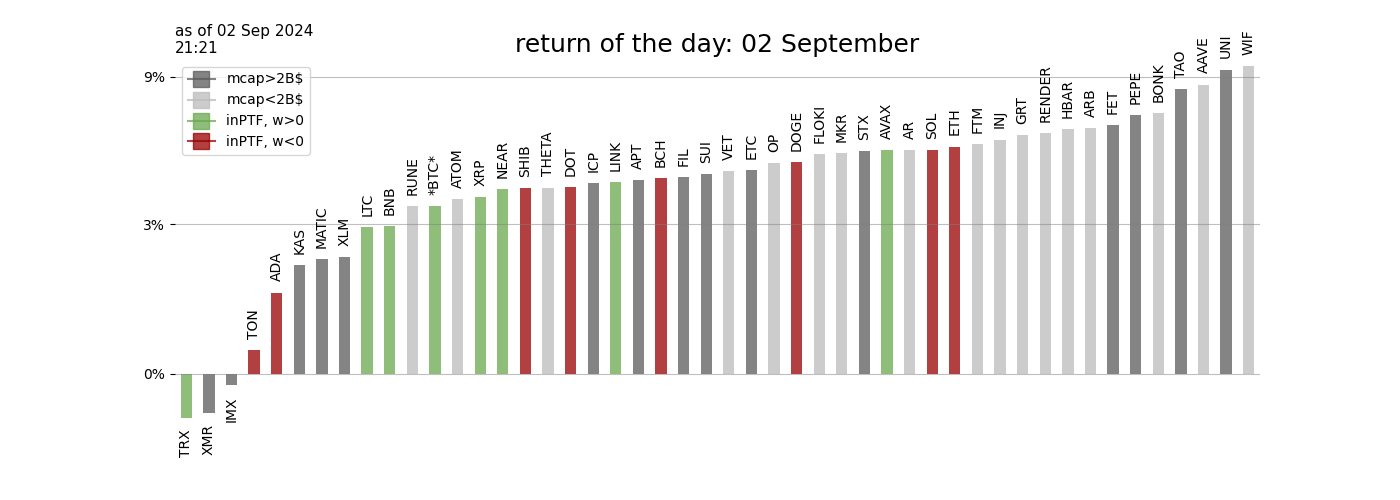 as of 02 Sep 2024
21:21
return of the day: 02 September
mcap>2B$
mcap<2B$
inPTF, w>0
inPTF, w<0
9%
3%
0%
TRX
XMR
IMX
TON
ADA
KAS
MATIC
XLM
LTC
BNB
RUNE
*BTC*
ATOM
XRP
NEAR
SHIB
THETA
DOT
ICP
LINK
APT
BCH
FIL
SUI
VET
ETC
OP
DOGE
FLOKI
MKR
STX
AVAX
AR
SOL
ETH
FTM
INJ
GRT
RENDER
HBAR
ARB
FET
PEPE
BONK
TAO
AAVE
UNI
WIF